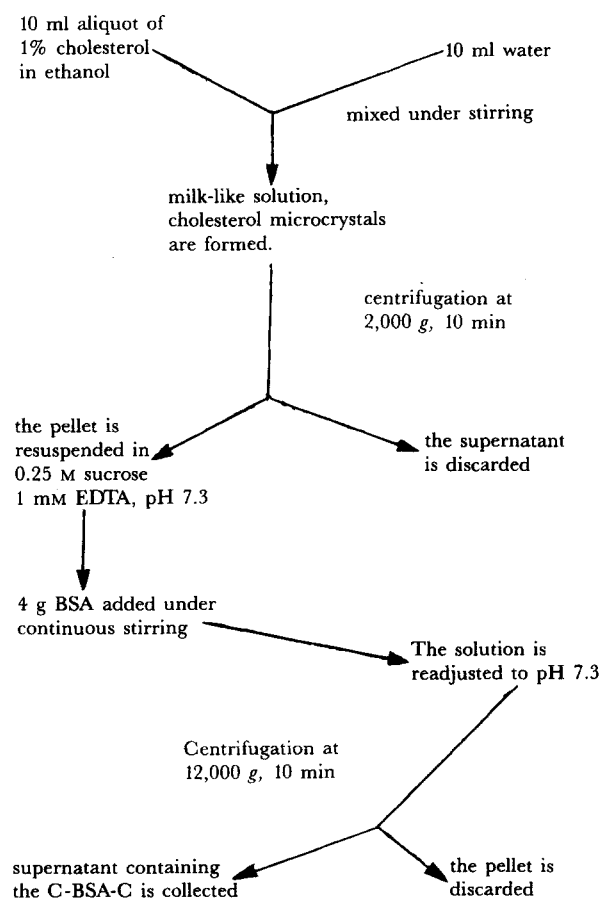 10 ml aliquot of
1% cholesterol
in ethanol
10 ml water
mixed under stirring
milk-like solution,
cholesterol microcrystals
are formed.
centrifugation at
2,000 g, 10 min
the pellet is
resuspended in
0.25 M sucrose
1 mM EDTA, pH 7.3
the supernatant
is discarded
4 g BSA added under
continuous stirring
The solution is
readjusted to pH 7.3
Centrifugation at
12,000 g, 10 min
supernatant containing
the C-BSA-C is collected
the pellet is
discarded